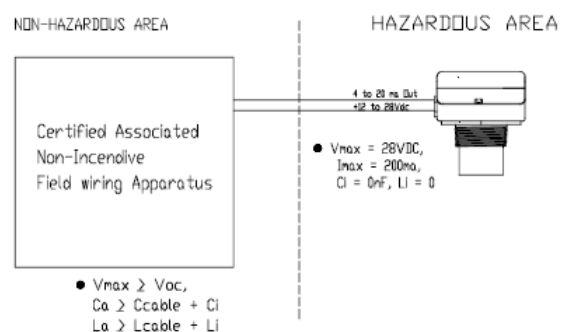 NON-HAZARDOUS AREA
HAZARDOUS AREA
4 to 20 ma Out
+12 to 28Vdc
Certified Associated
Non-Incendive
Field wiring Apparatus
● Vmax = 28VDC,
Imax = 200ma,
Ci = 0nF, Li = 0
● Vmax ≥ Voc,
Ca ≥ Ccable + Ci
La ≥ Lcable + Li